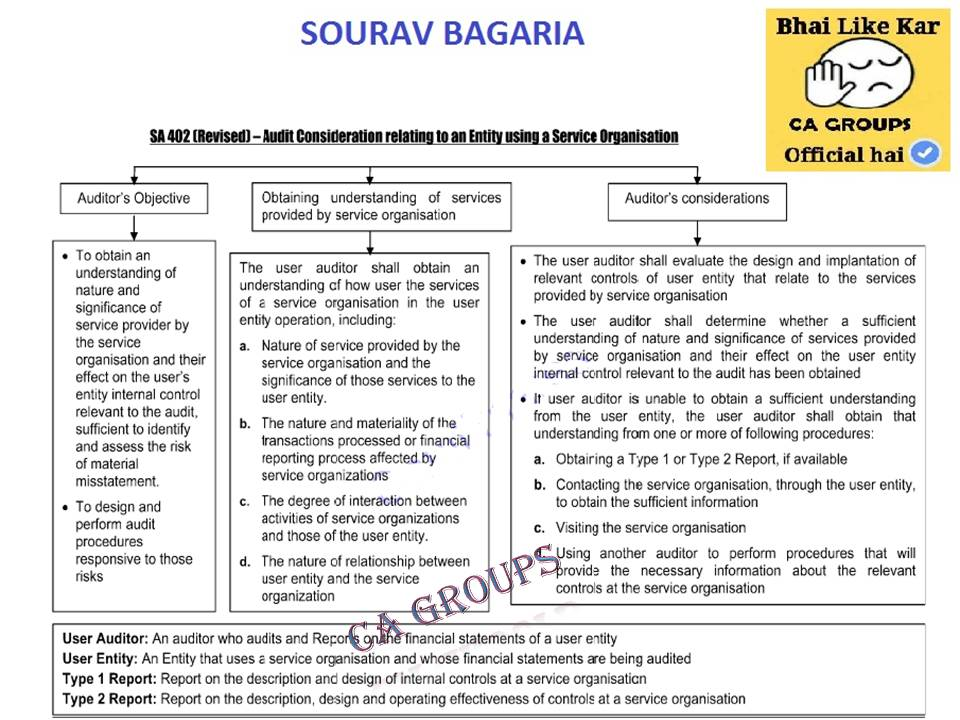 SOURAV BAGARIA
Bhai Like Kar
CA GROUPS
Official hai
SA 402 (Revised) – Audit Consideration relating to an Entity using a Service Organisation
Auditor's Objective
• To obtain an
understanding of
nature and
significance of
service provider by
the service
organisation and their
effect on the user's
entity internal control
relevant to the audit,
sufficient to identify
and assess the risk
of material
misstatement.
• To design and
perform audit
procedures
responsive to those
risks
Obtaining understanding of services
provided by service organisation
The user auditor shall obtain an
understanding of how user the services
of a service organisation in the user
entity operation, including:
a. Nature of service provided by the
service organisation and the
significance of those services to the
user entity.
b. The nature and materiality of the
transactions processed or financial
reporting process affected by
service organizations
c. The degree of interaction between
activities of service organizations
and those of the user entity.
d. The nature of relationship between
user entity and the service
organization
Auditor's considerations
• The user auditor shall evaluate the design and implantation of
relevant controls of user entity that relate to the services
provided by service organisation
• The user auditor shall determine whether a sufficient
understanding of nature and significance of services provided
by service organisation and their effect on the user entity
internal control relevant to the audit has been obtained
• If user auditor is unable to obtain a sufficient understanding
from the user entity, the user auditor shall obtain that
understanding from one or more of following procedures:
a. Obtaining a Type 1 or Type 2 Report, if available
b. Contacting the service organisation, through the user entity,
to obtain the sufficient information
c. Visiting the service organisation
d. Using another auditor to perform procedures that will
provide the necessary information about the relevant
controls at the service organisation
CA GROUPS
User Auditor: An auditor who audits and Reports on the financial statements of a user entity
User Entity: An Entity that uses a service organisation and whose financial statements are being audited
Type 1 Report: Report on the description and design of internal controls at a service organisation
Type 2 Report: Report on the description, design and operating effectiveness of controls at a service organisation